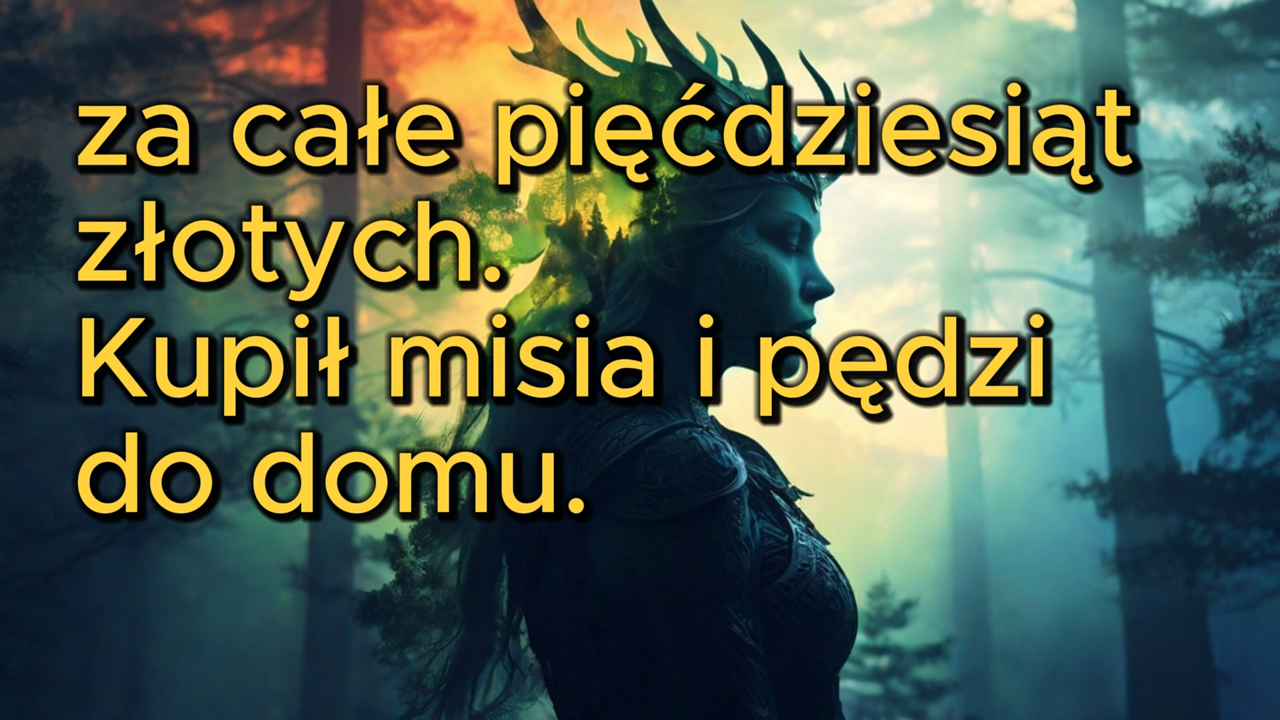 za całe pięćdziesiąt
złotych.
Kupił misia i pędzi
do domu.